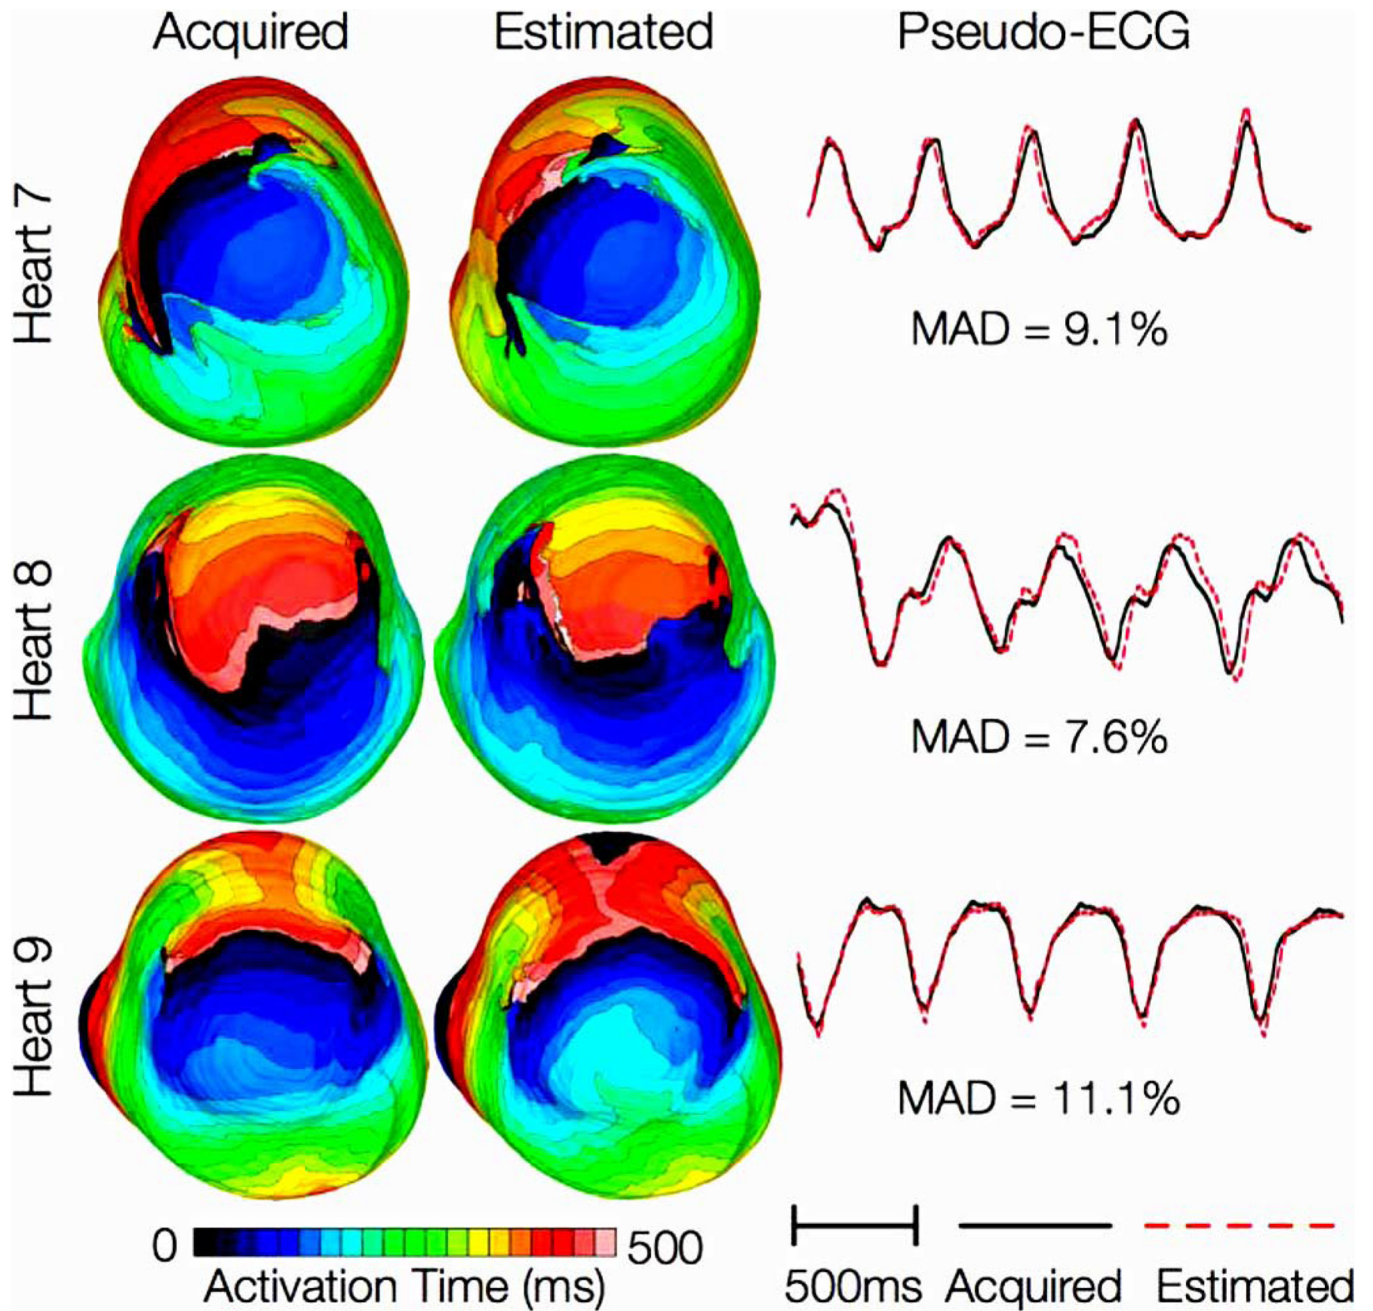 Acquired Estimated Pseudo-ECG
Heart 7
MAD = 9.1%
Heart 8
MAD = 7.6%
Heart 9
MAD = 11.1%
0 500
Activation Time (ms)
500ms Acquired Estimated